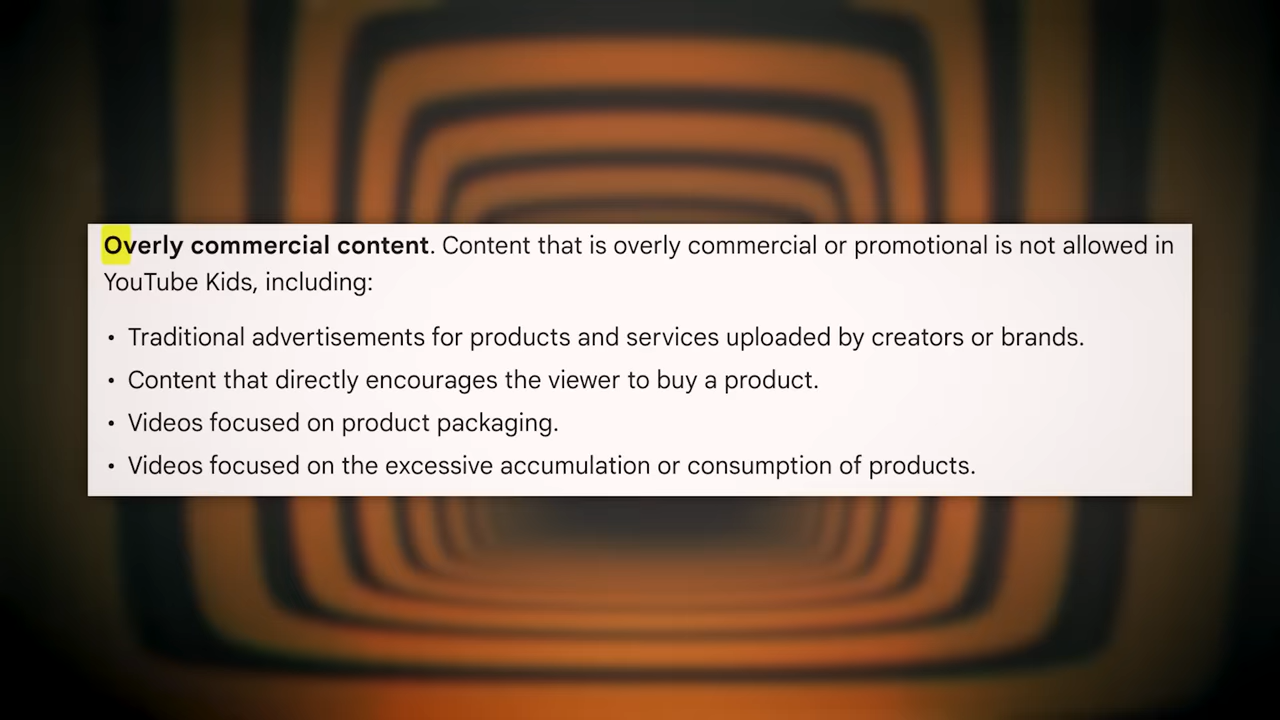 Overly commercial content. Content that is overly commercial or promotional is not allowed in
YouTube Kids, including:
• Traditional advertisements for products and services uploaded by creators or brands.
• Content that directly encourages the viewer to buy a product.
• Videos focused on product packaging.
• Videos focused on the excessive accumulation or consumption of products.